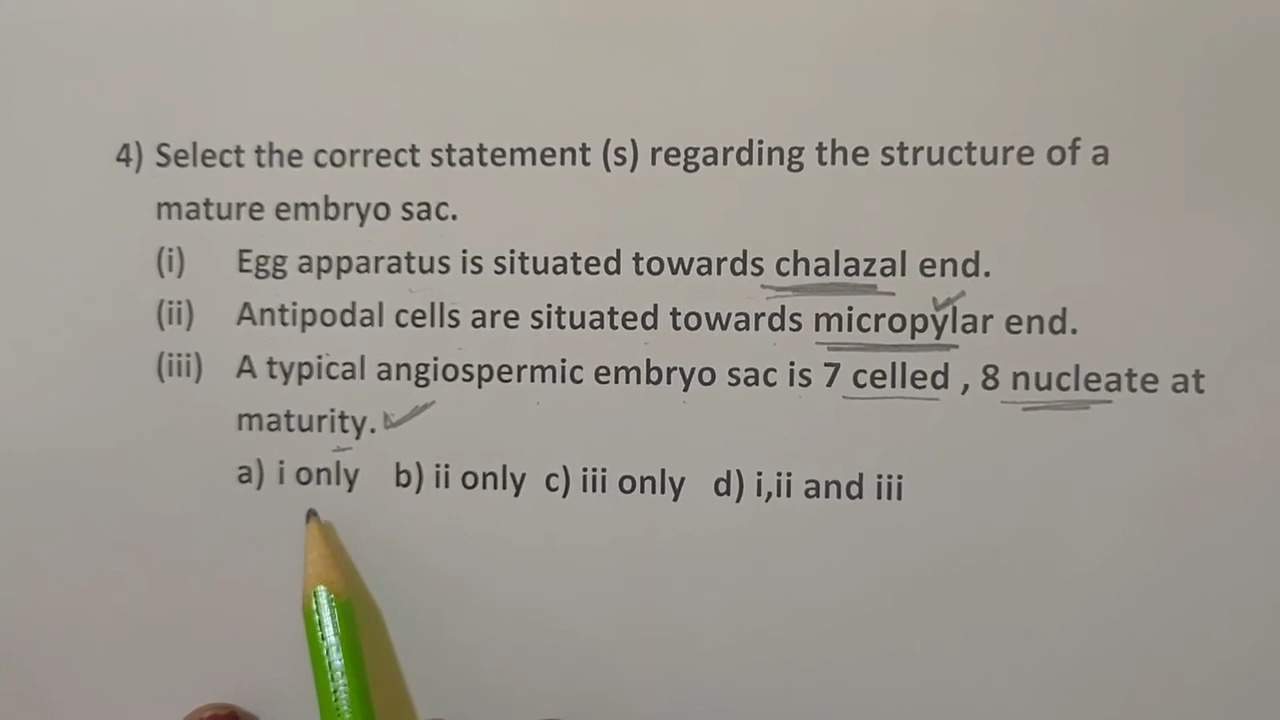 4) Select the correct statement (s) regarding the structure of a
mature embryo sac.
(i) Egg apparatus is situated towards chalazal end.
(ii) Antipodal cells are situated towards micropylar end.
(iii) A typical angiospermic embryo sac is 7 celled , 8 nucleate at
maturity.
a) i only b) ii only c) iii only d) i,ii and iii